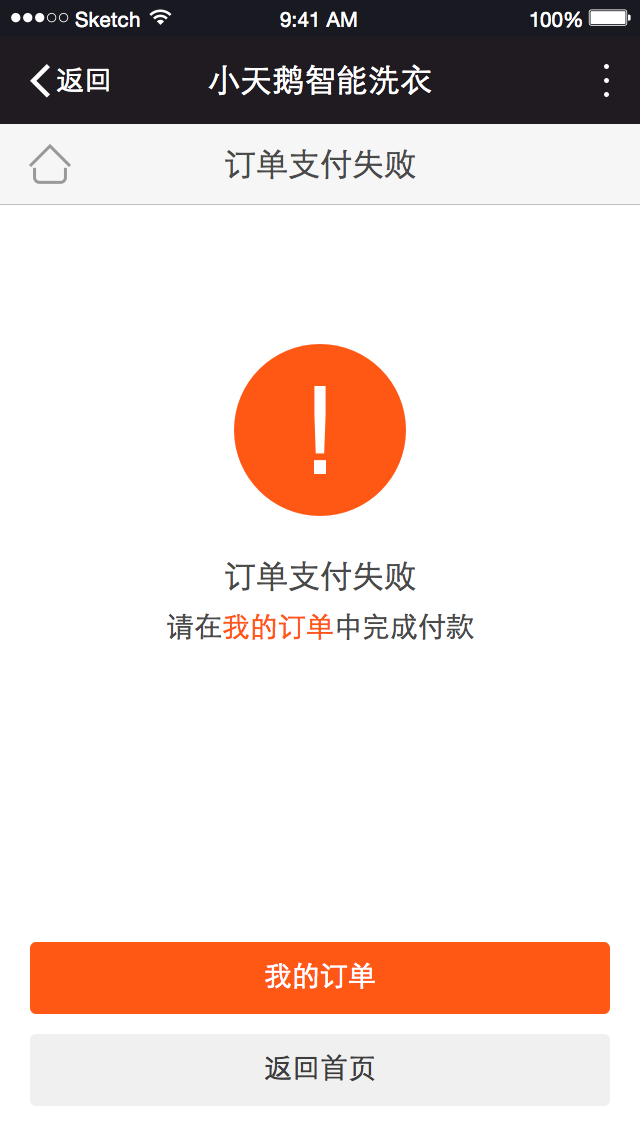 Sketch 9:41 AM 100%
返回 小天鹅智能洗衣
订单支付失败
!
订单支付失败
请在我的订单中完成付款
我的订单
返回首页